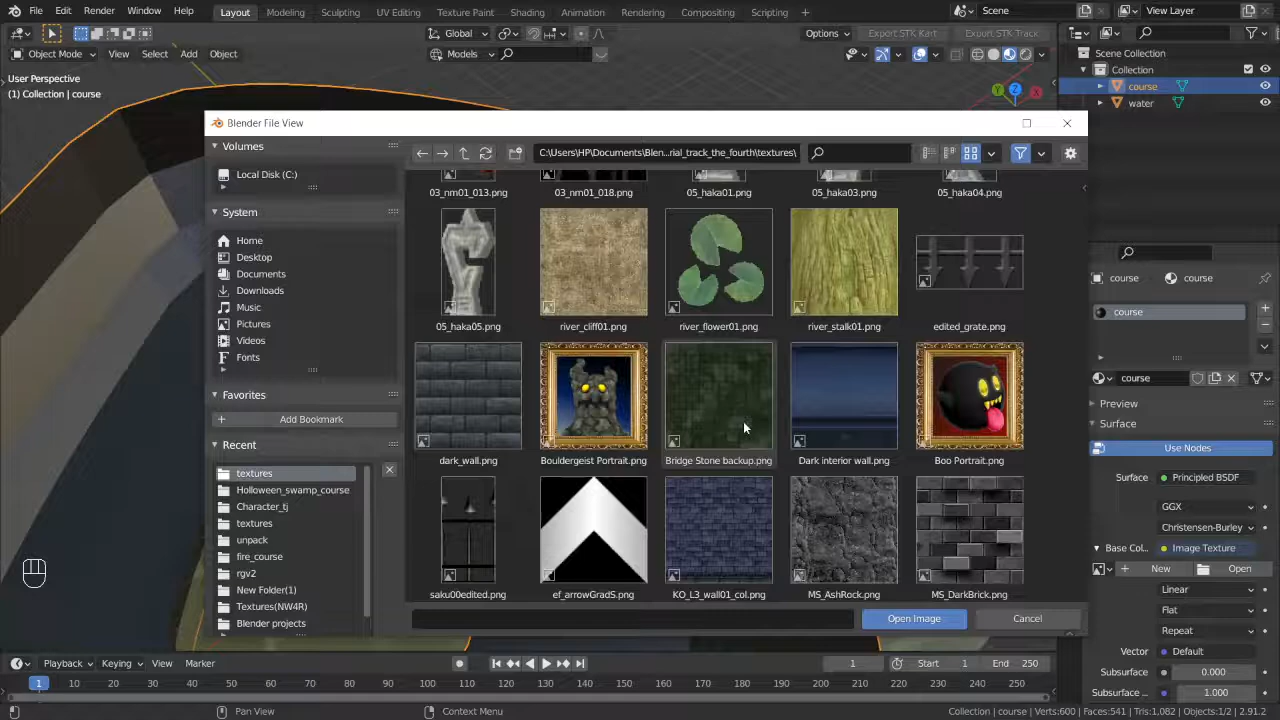 File Edit Render Window Help Layout Modeling Sculpting UV Editing Texture Paint Shading Animation Rendering Compositing Scripting + Scene View Layer
Global Options Export STK Kart Export STK Track
Object Mode View Select Add Object Models
Scene Collection
Collection
course
water
User Perspective
(1) Collection | course
Blender File View
Volumes
Local Disk (C:)
System
Home
Desktop
Documents
Downloads
Music
Pictures
Videos
Fonts
Favorites
Add Bookmark
Recent
textures
Holloween_swamp_course
Character_tj
textures
unpack
fire_course
rgv2
New Folder(1)
Textures(NW4R)
Blender projects
C:\Users\HP\Documents\Blen...rial_track_the_fourth\textures\
03_nm01_013.png 03_nm01_018.png 05_haka01.png 05_haka03.png 05_haka04.png
05_haka05.png river_cliff01.png river_flower01.png river_stalk01.png edited_grate.png
dark_wall.png Bouldergeist Portrait.png Bridge Stone backup.png Dark interior wall.png Boo Portrait.png
saku00edited.png ef_arrowGradS.png KO_L3_wall01_col.png MS_AshRock.png MS_DarkBrick.png
Open Image Cancel
course course
course
course
Preview
Surface
Use Nodes
Surface Principled BSDF
GGX
Christensen-Burley
Base Col... Image Texture
New Open
Linear
Flat
Repeat
Vector Default
Subsurface 0.000
Subsurface ... 1.000
Playback Keying View Marker 1 Start 1 End 250
1 10 20 30 40 50 60 70 80 90 100 110 120 130 140 150 160 170 180 190 200 210 220 230 240 250
Pan View Context Menu Collection | course | Verts:600 | Faces:541 | Tris:1,082 | Objects:1/2 | 2.91.2